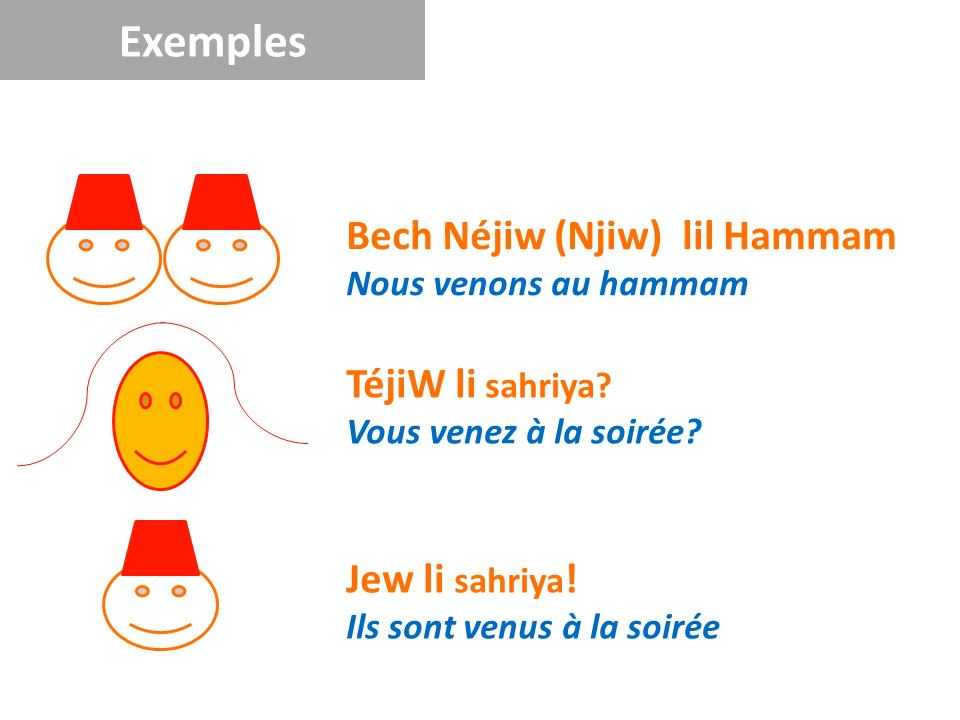 Exemples
Bech Néjiw (Njiw) lil Hammam
Nous venons au hammam
TéjiW li sahriya?
Vous venez à la soirée?
Jew li sahriya!
Ils sont venus à la soirée